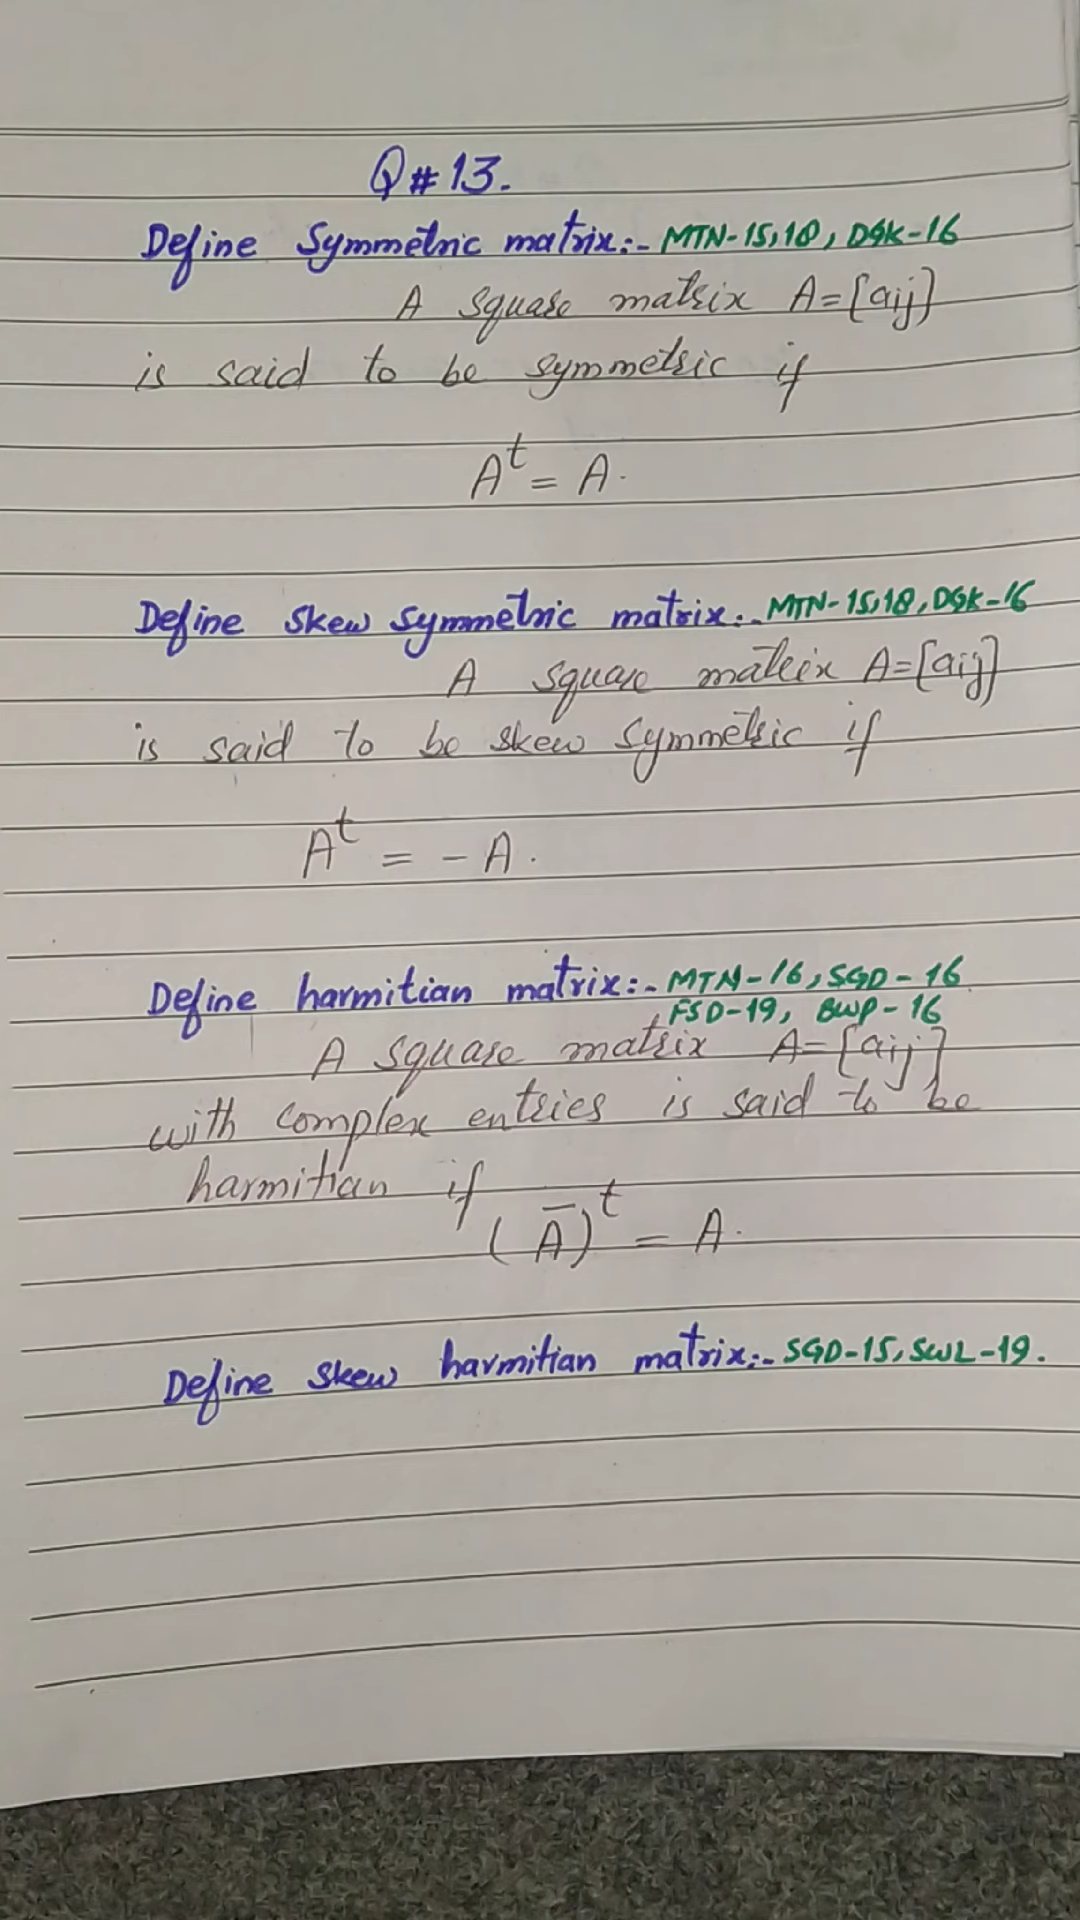 Q # 13.
Define Symmetric matrix:- MTN-15,18, DGK-16
A square matrix A=[aij]
is said to be symmetric if
Aᵗ = A.
Define skew symmetric matrix:- MTN-15,18, DGK-16
A square matrix A=[aij]
is said to be skew symmetric if
Aᵗ = -A.
Define harmitian matrix:- MTN-16, SGD-16
FSD-19, BWP-16
A square matrix A=[aij]
with complex entries is said to be
harmitian if
(Ā)ᵗ = A.
Define skew harmitian matrix:- SGD-15, SWL-19.